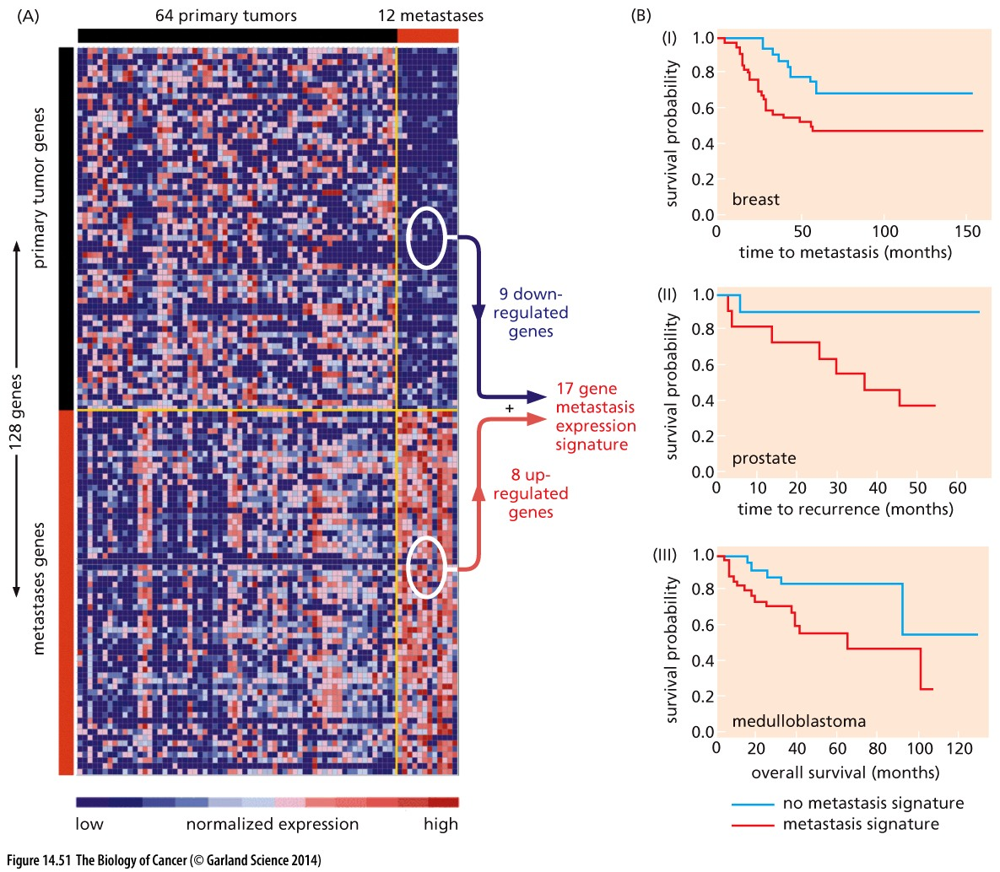 (A)
64 primary tumors
12 metastases
primary tumor genes
128 genes
metastases genes
9 down-
regulated
genes
17 gene
metastasis
expression
signature
+
8 up-
regulated
genes
low
normalized expression
high
(B)
(I)
survival probability
1.0
0.8
0.6
0.4
0.2
0.0
breast
0 50 100 150
time to metastasis (months)
(II)
survival probability
1.0
0.8
0.6
0.4
0.2
0.0
prostate
0 10 20 30 40 50 60
time to recurrence (months)
(III)
survival probability
1.0
0.8
0.6
0.4
0.2
0.0
medulloblastoma
0 20 40 60 80 100 120
overall survival (months)
no metastasis signature
metastasis signature
Figure 14.51 The Biology of Cancer (© Garland Science 2014)